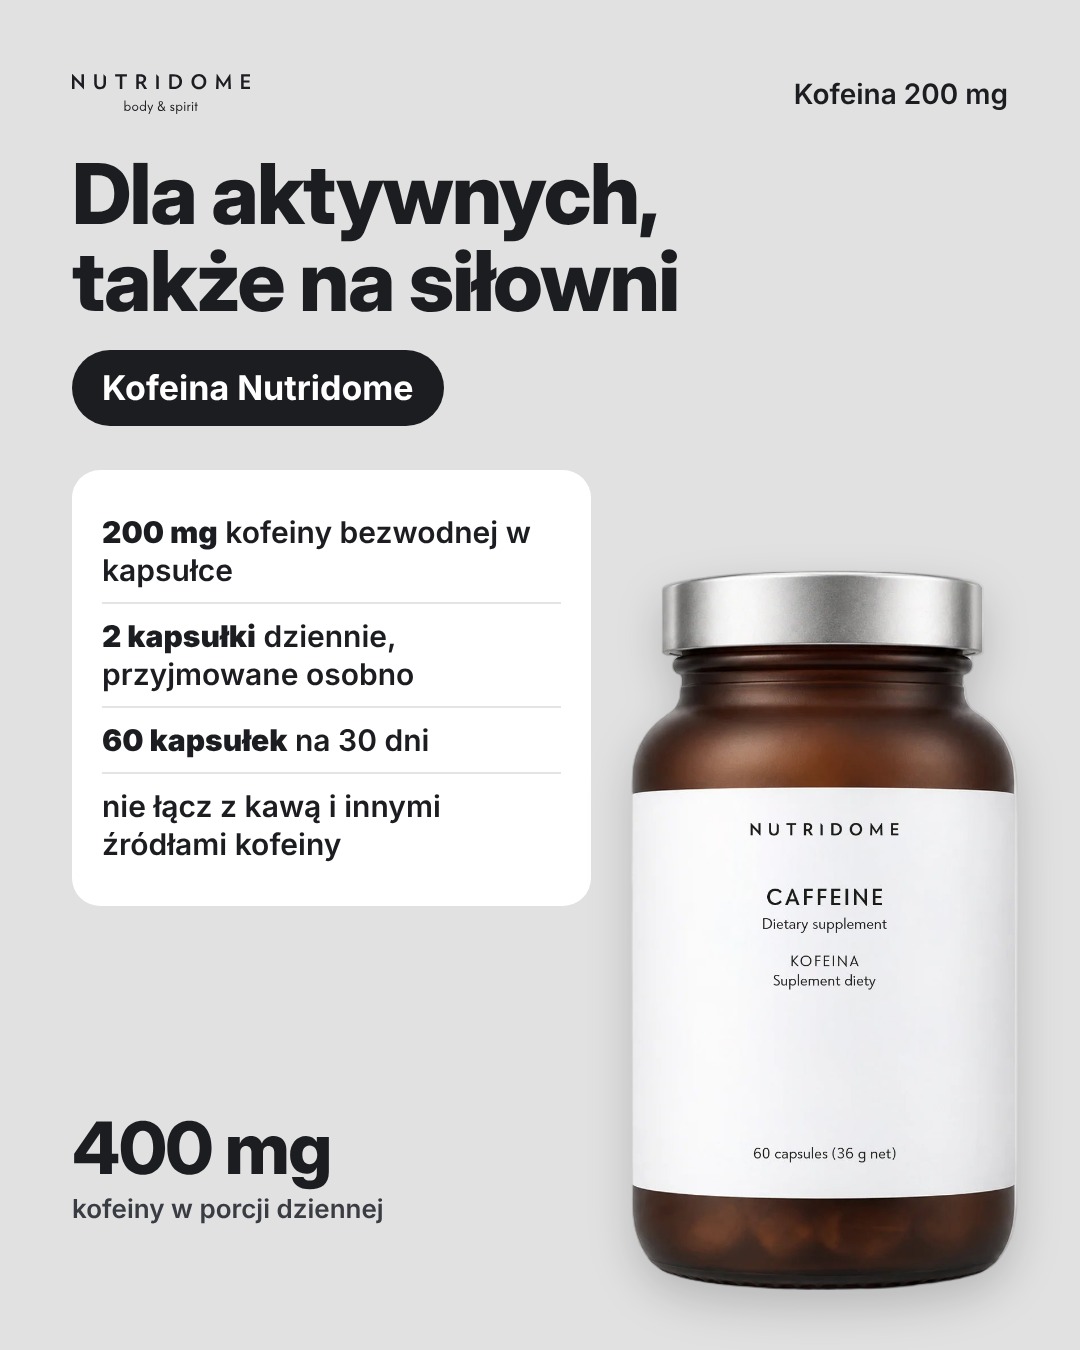 NUTRIDOME
body & spirit
Kofeina 200 mg
Dla aktywnych,
także na siłowni
Kofeina Nutridome
200 mg kofeiny bezwodnej w
kapsułce
2 kapsułki dziennie,
przyjmowane osobno
60 kapsułek na 30 dni
nie łącz z kawą i innymi
źródłami kofeiny
NUTRIDOME
CAFFEINE
Dietary supplement
KOFEINA
Suplement diety
60 capsules (36 g net)
400 mg
kofeiny w porcji dziennej